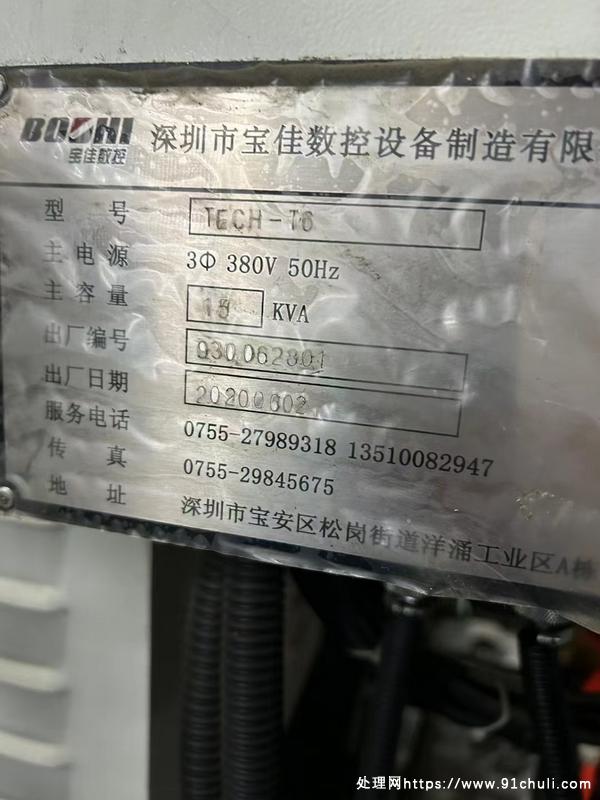 BOSHI
宝佳数控
深圳市宝佳数控设备制造有限
型号 TECH-T6
主电源 3Φ 380V 50Hz
主容量 15 KVA
出厂编号 030062801
出厂日期 20200602
服务电话 0755-27989318 13510082947
传真 0755-29845675
地址 深圳市宝安区松岗街道洋涌工业区A栋
处理网https://www.91chuli.com